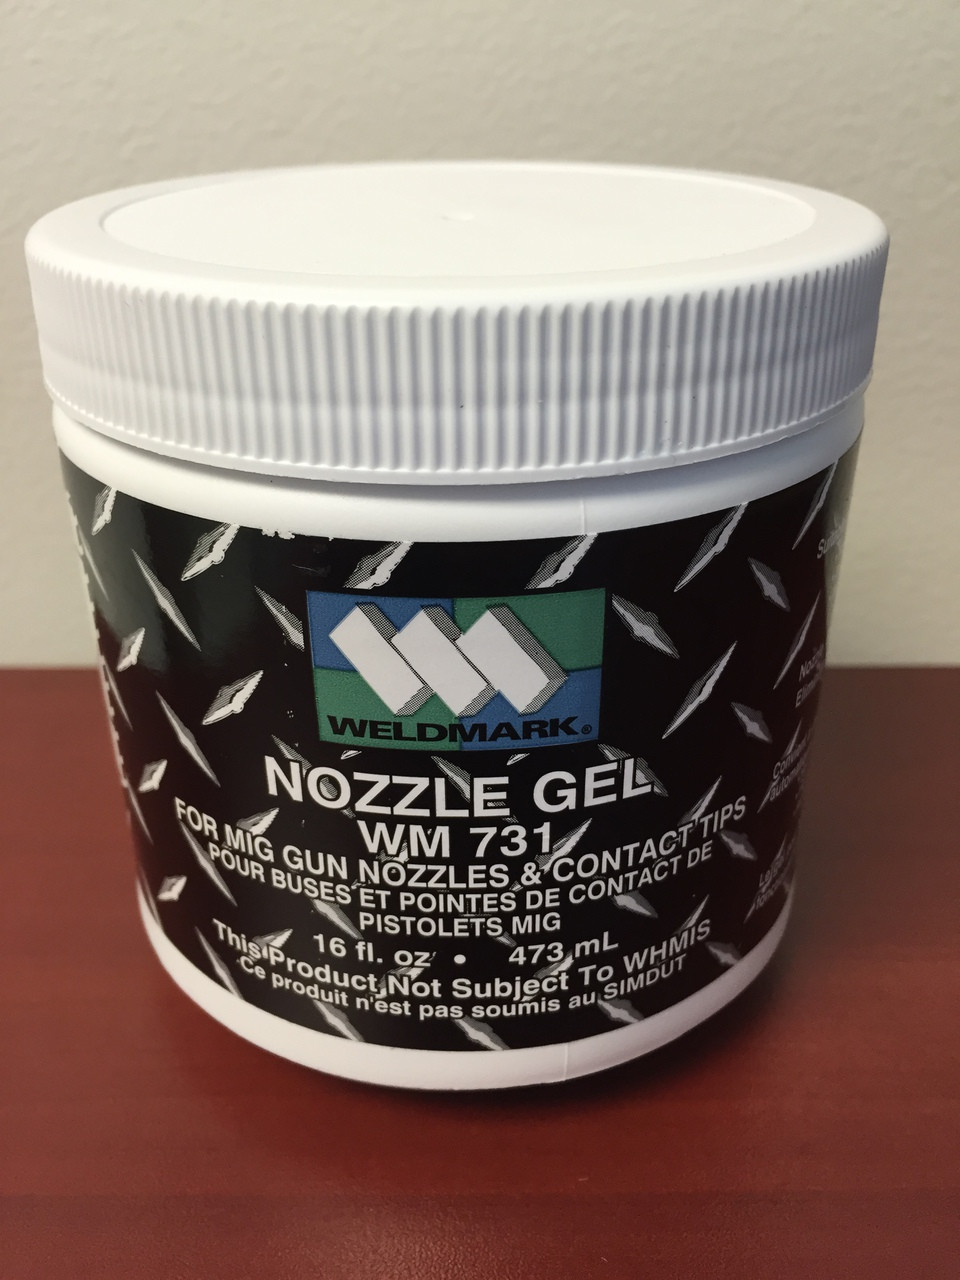 WELDMARK®
NOZZLE GEL
WM 731
FOR MIG GUN NOZZLES & CONTACT TIPS
POUR BUSES ET POINTES DE CONTACT DE
PISTOLETS MIG
16 fl. oz • 473 mL
This Product Not Subject To WHMIS
Ce produit n'est pas soumis au SIMDUT